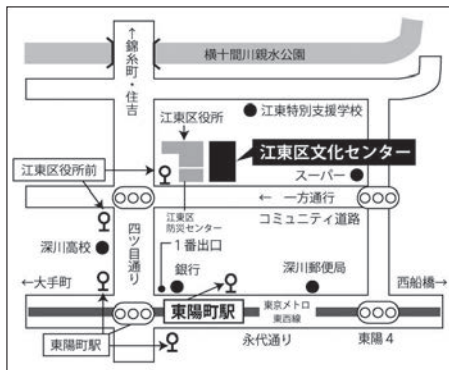 ↑錦糸町・住吉
横十間川親水公園
江東特別支援学校
江東区役所
江東区文化センター
江東区役所前
スーパー
← 一方通行
コミュニティ道路
江東区
防災センター
四ツ目通り
1番出口
深川高校
銀行
深川郵便局
←大手町
西船橋→
東陽町駅
東京メトロ
東西線
東陽町駅
永代通り
東陽4